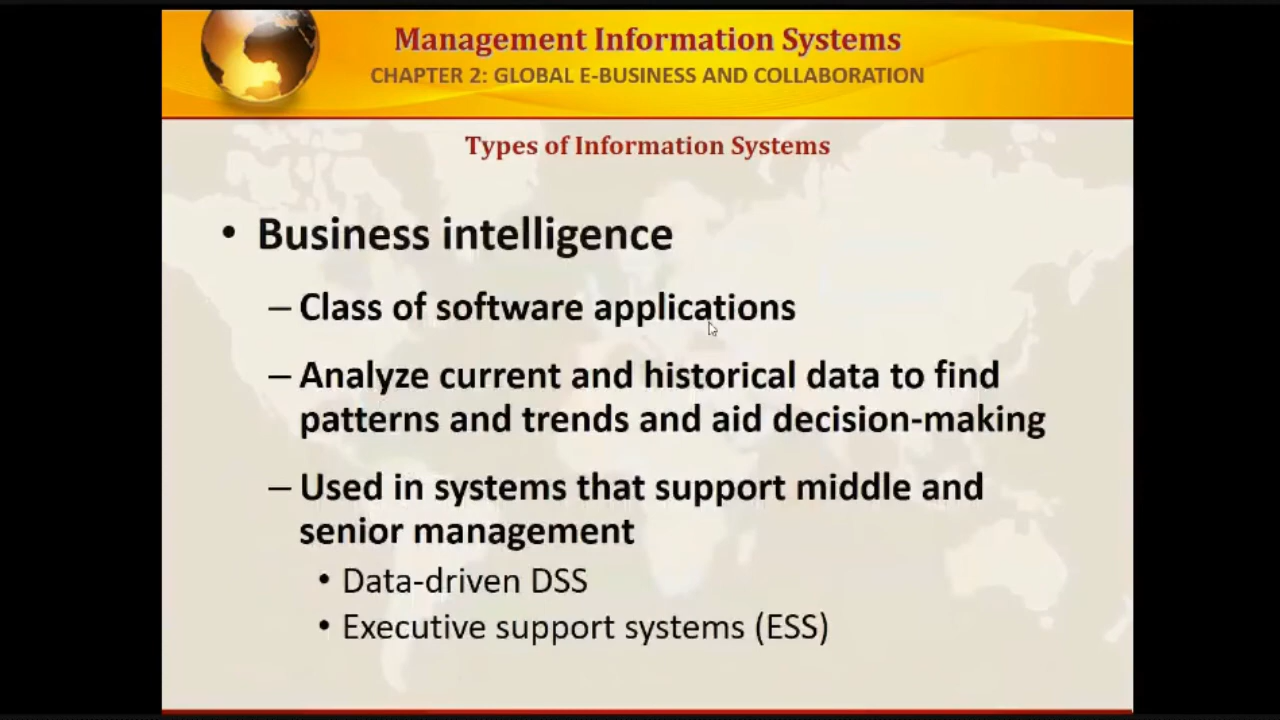 Management Information Systems
CHAPTER 2: GLOBAL E-BUSINESS AND COLLABORATION
Types of Information Systems
• Business intelligence
– Class of software applications
– Analyze current and historical data to find
patterns and trends and aid decision-making
– Used in systems that support middle and
senior management
• Data-driven DSS
• Executive support systems (ESS)